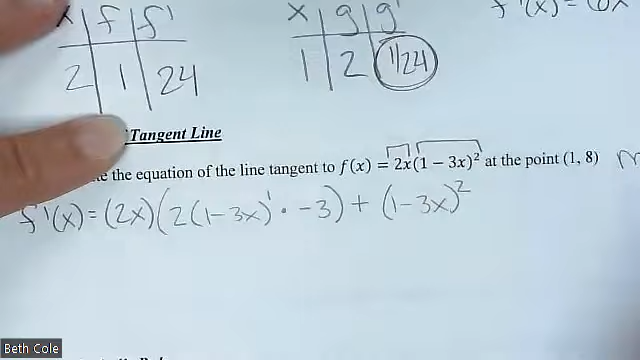 f'(x) = 6x
x f f'
2 1 24
x g g'
1 2 1/24
Tangent Line
the equation of the line tangent to f(x) = 2x(1 − 3x)² at the point (1, 8)
f'(x) = (2x)(2(1-3x)¹ · -3) + (1-3x)²
Beth Cole